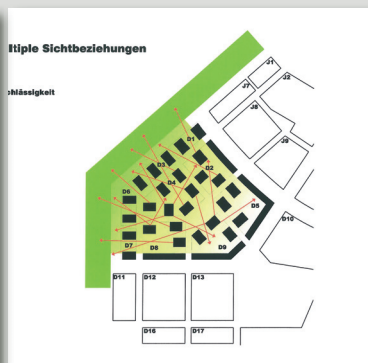 ltiple Sichtbeziehungen
chlässigkeit
J1
J2
J7
J8
J9
D1
D2
D3
D4
D5
D6
D7
D8
D9
D10
D11
D12
D13
D16
D17